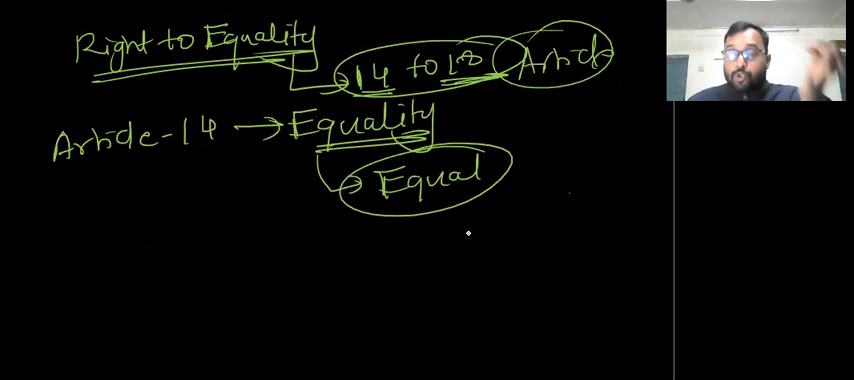 Right to Equality
14 to 18 Article
Article-14 → Equality
Equal